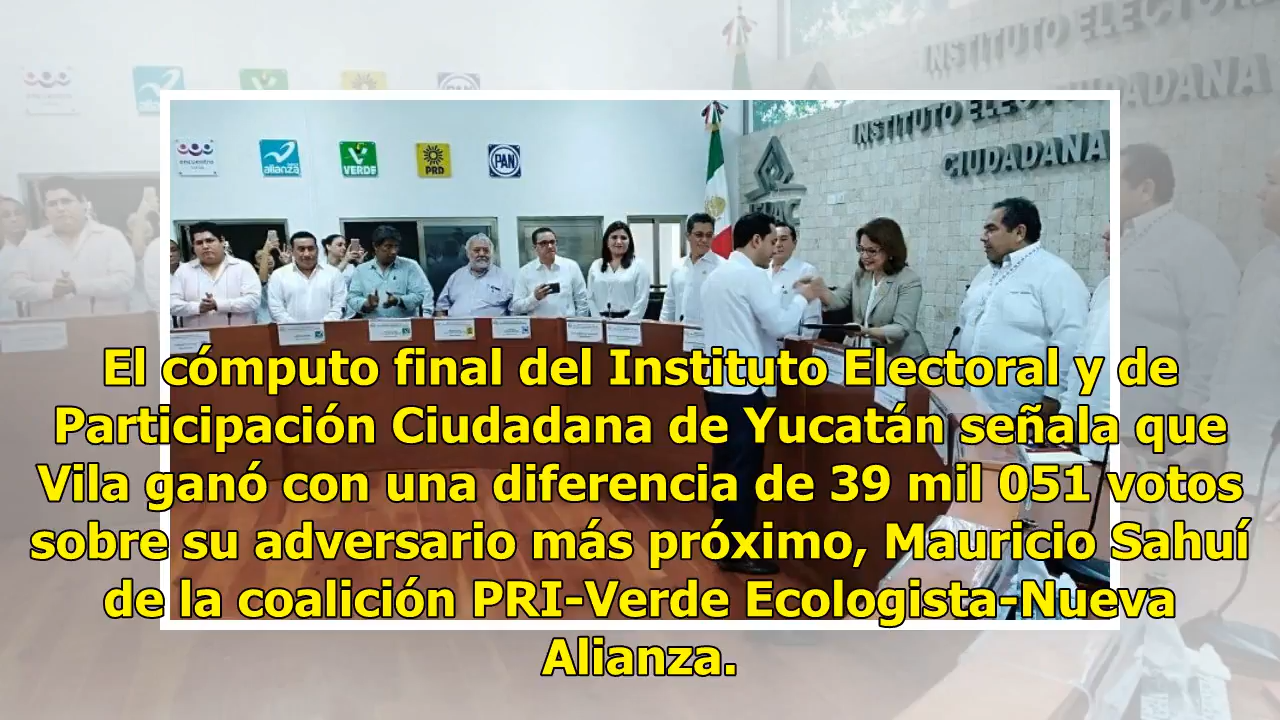 INSTITUTO ELECTOR
CIUDADANA
encuentro
alianza
VERDE
PRD
PAN
El cómputo final del Instituto Electoral y de
Participación Ciudadana de Yucatán señala que
Vila ganó con una diferencia de 39 mil 051 votos
sobre su adversario más próximo, Mauricio Sahuí
de la coalición PRI-Verde Ecologista-Nueva
Alianza.